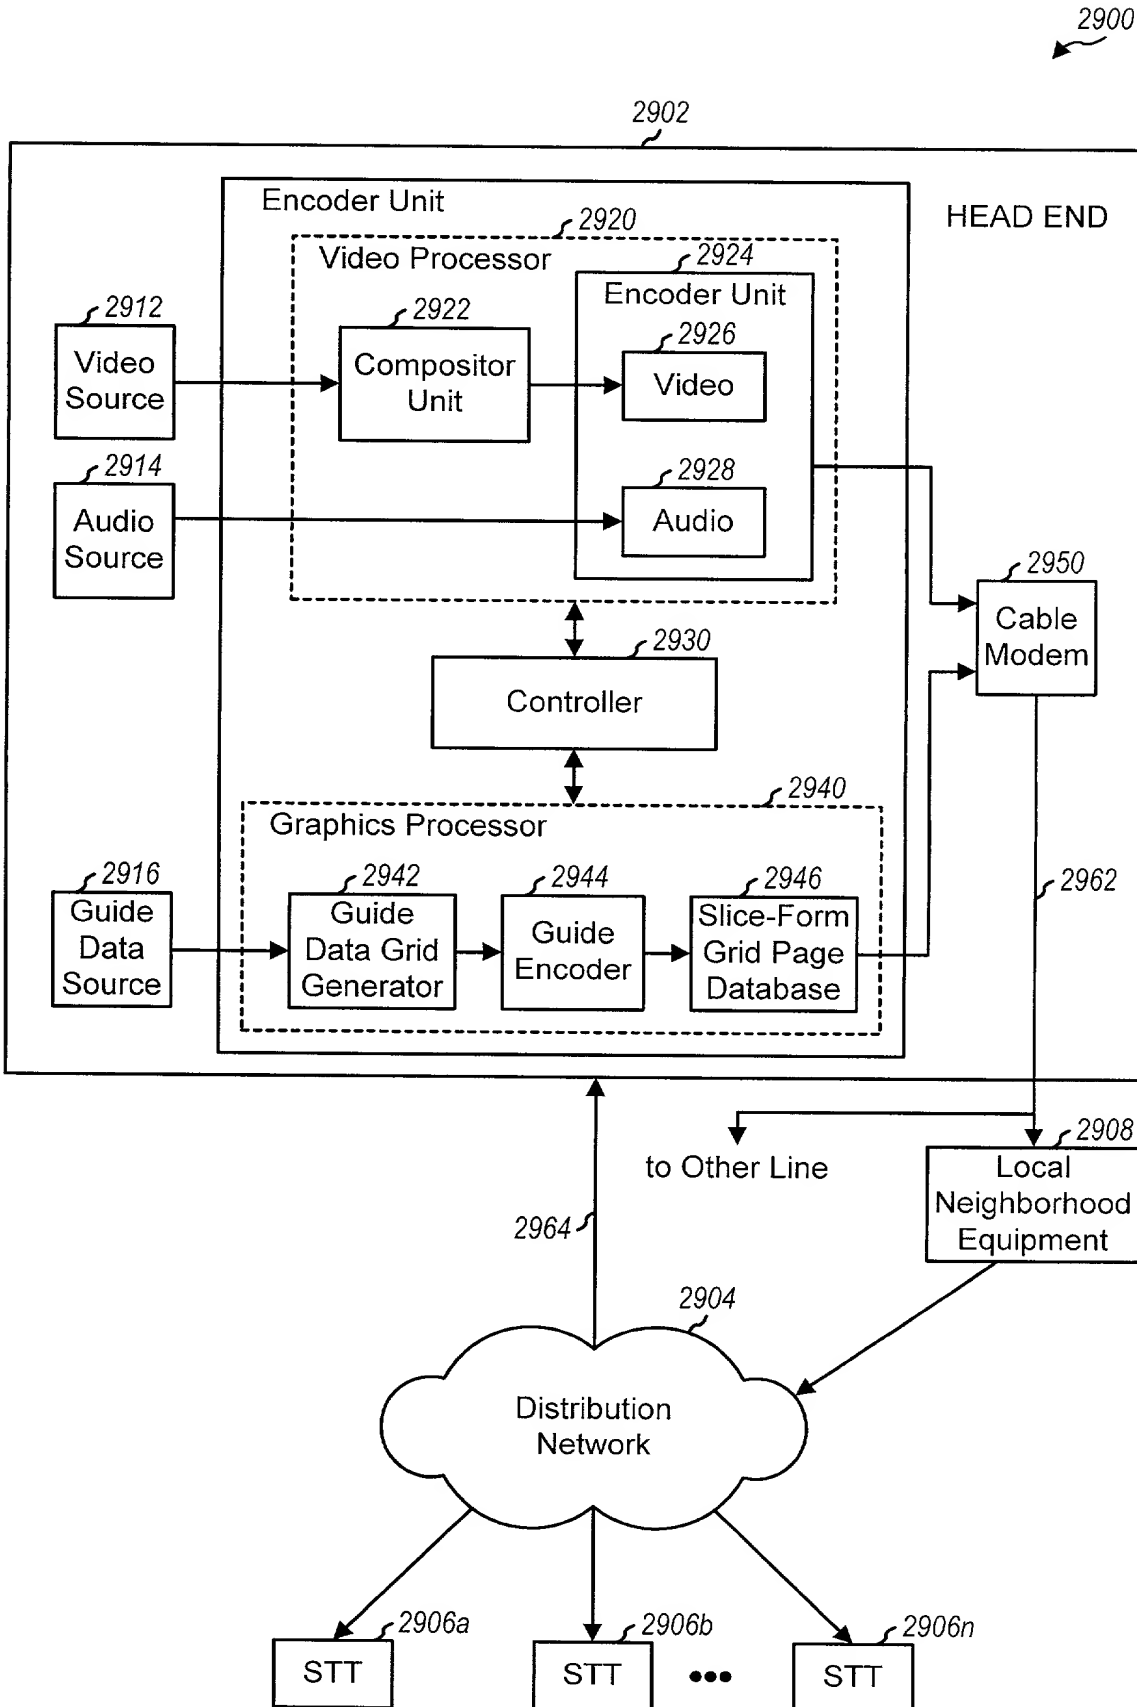 2900
2902
Encoder Unit
HEAD END
2920
Video Processor
2924
Encoder Unit
2912
Video
Source
2922
Compositor
Unit
2926
Video
2914
Audio
Source
2928
Audio
2950
Cable
Modem
2930
Controller
2940
Graphics Processor
2916
Guide
Data
Source
2942
Guide
Data Grid
Generator
2944
Guide
Encoder
2946
Slice-Form
Grid Page
Database
2962
to Other Line
2908
Local
Neighborhood
Equipment
2964
2904
Distribution
Network
2906a
STT
2906b
STT
2906n
STT